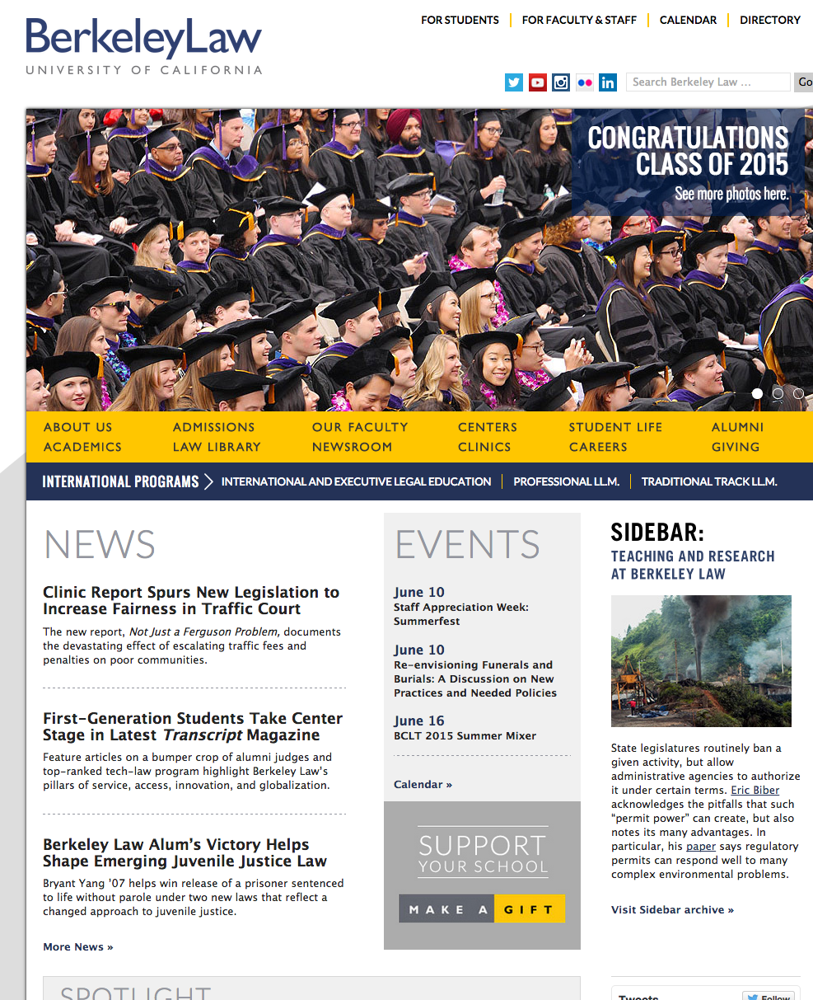 BerkeleyLaw
UNIVERSITY OF CALIFORNIA
FOR STUDENTS
FOR FACULTY & STAFF
CALENDAR
DIRECTORY
Search Berkeley Law ...
Go
CONGRATULATIONS
CLASS OF 2015
See more photos here.
ABOUT US
ADMISSIONS
OUR FACULTY
CENTERS
STUDENT LIFE
ALUMNI
ACADEMICS
LAW LIBRARY
NEWSROOM
CLINICS
CAREERS
GIVING
INTERNATIONAL PROGRAMS
INTERNATIONAL AND EXECUTIVE LEGAL EDUCATION
PROFESSIONAL LL.M.
TRADITIONAL TRACK LL.M.
NEWS
Clinic Report Spurs New Legislation to
Increase Fairness in Traffic Court
The new report, Not Just a Ferguson Problem, documents
the devastating effect of escalating traffic fees and
penalties on poor communities.
First-Generation Students Take Center
Stage in Latest Transcript Magazine
Feature articles on a bumper crop of alumni judges and
top-ranked tech-law program highlight Berkeley Law's
pillars of service, access, innovation, and globalization.
Berkeley Law Alum's Victory Helps
Shape Emerging Juvenile Justice Law
Bryant Yang '07 helps win release of a prisoner sentenced
to life without parole under two new laws that reflect a
changed approach to juvenile justice.
More News »
EVENTS
June 10
Staff Appreciation Week:
Summerfest
June 10
Re-envisioning Funerals and
Burials: A Discussion on New
Practices and Needed Policies
June 16
BCLT 2015 Summer Mixer
Calendar »
SUPPORT
YOUR SCHOOL
MAKE A GIFT
SIDEBAR:
TEACHING AND RESEARCH
AT BERKELEY LAW
State legislatures routinely ban a
given activity, but allow
administrative agencies to authorize
it under certain terms. Eric Biber
acknowledges the pitfalls that such
“permit power” can create, but also
notes its many advantages. In
particular, his paper says regulatory
permits can respond well to many
complex environmental problems.
Visit Sidebar archive »
SPOTLIGHT
Tweets
Follow